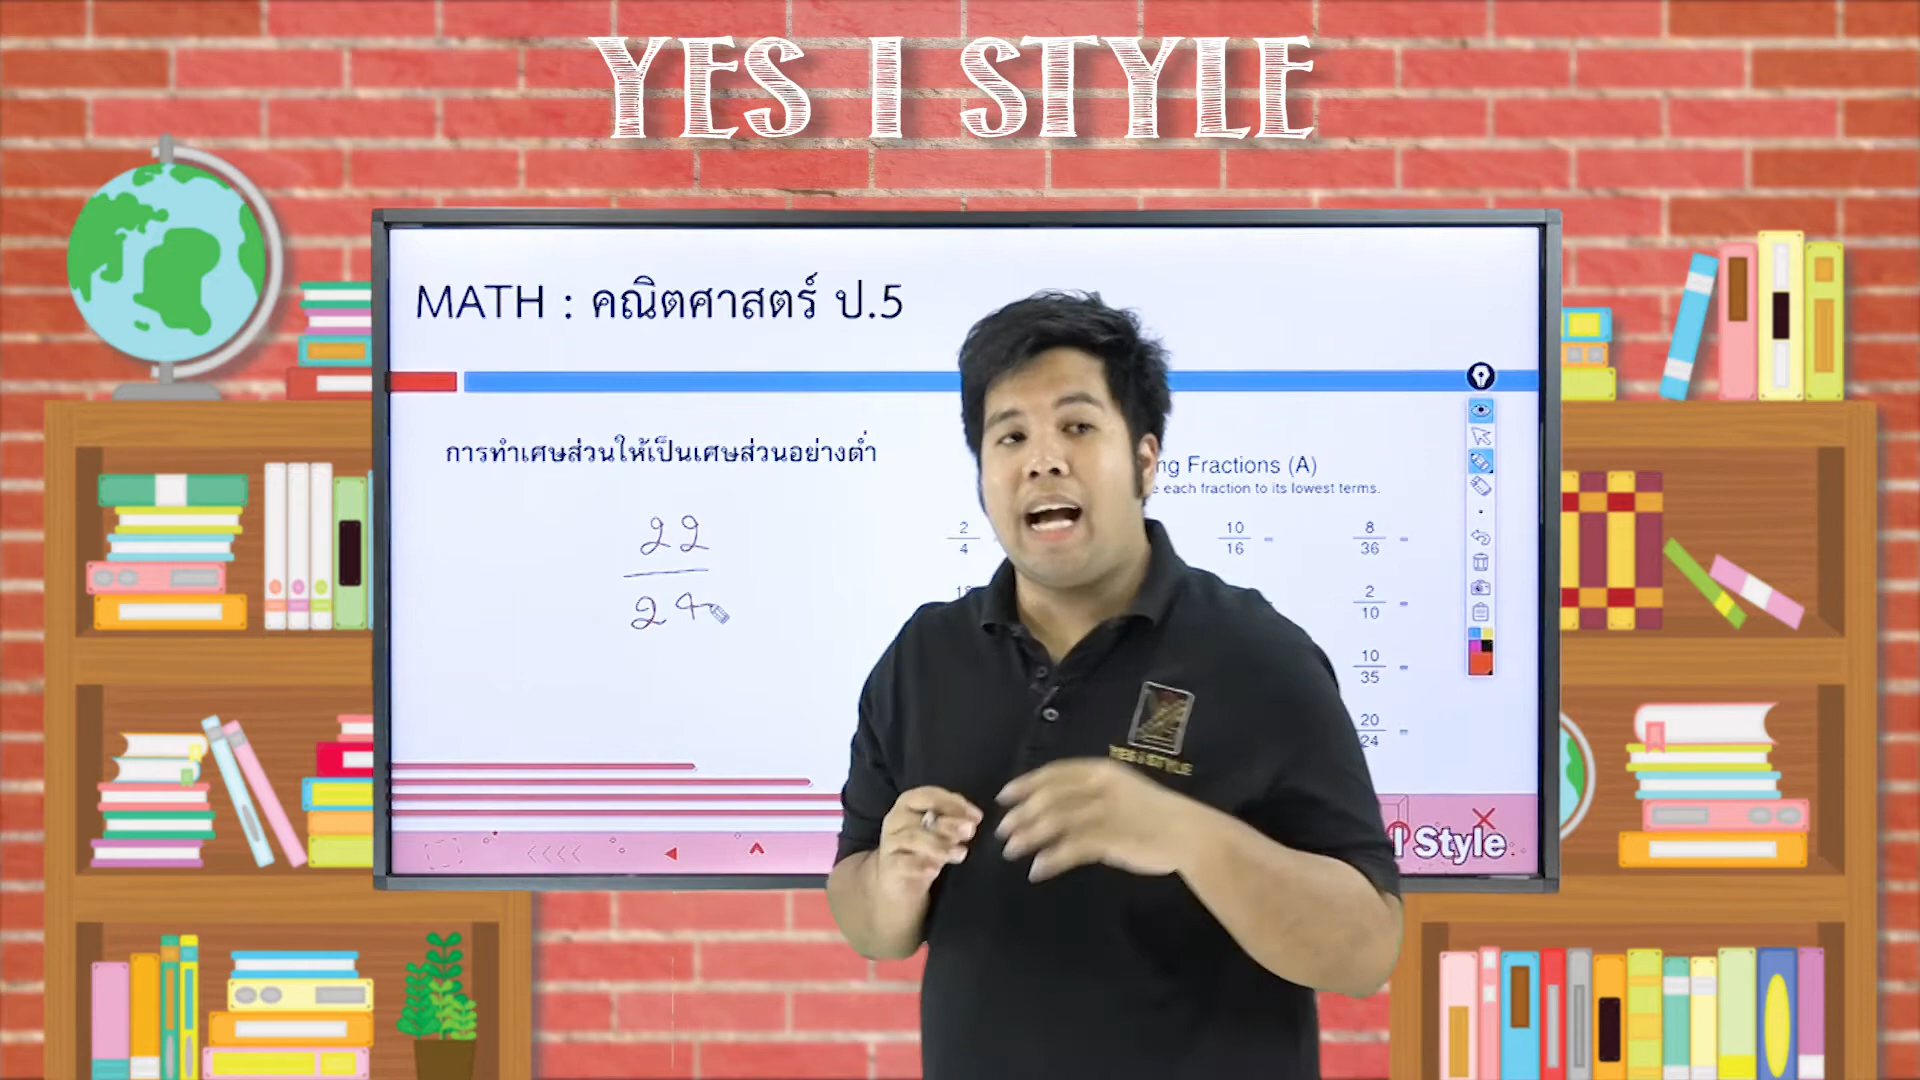 YES I STYLE
MATH : คณิตศาสตร์ ป.5
การทำเศษส่วนให้เป็นเศษส่วนอย่างต่ำ
22
24
Fractions (A)
each fraction to its lowest terms.
2
4
10
16
=
8
36
=
2
10
=
10
35
=
20
24
=
YES I STYLE
I Style